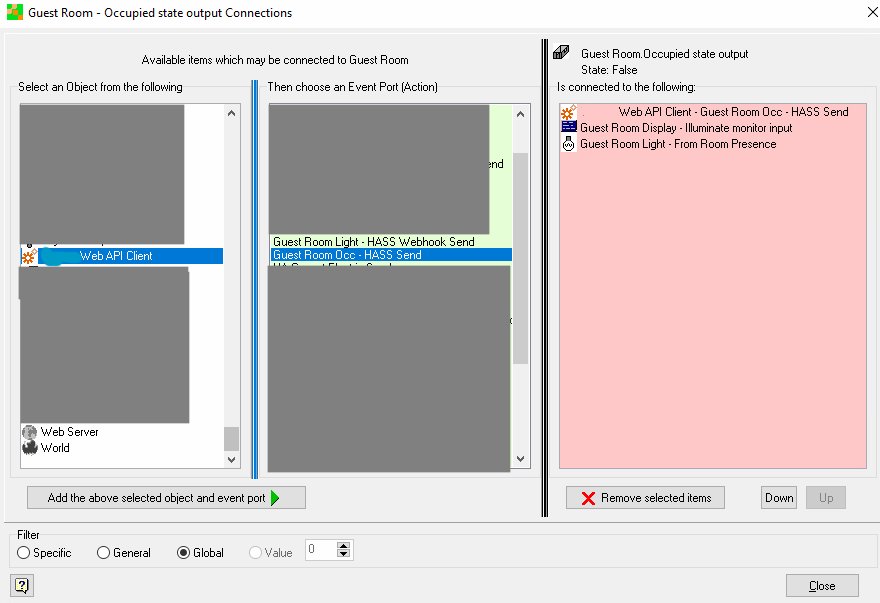 Guest Room - Occupied state output Connections
Available items which may be connected to Guest Room
Select an Object from the following
Then choose an Event Port (Action)
Guest Room.Occupied state output
State: False
Is connected to the following:
Web API Client
Web Server
World
end
Guest Room Light - HASS Webhook Send
Guest Room Occ - HASS Send
Web API Client - Guest Room Occ - HASS Send
Guest Room Display - Illuminate monitor input
Guest Room Light - From Room Presence
Add the above selected object and event port
Remove selected items
Down
Up
Filter
Specific
General
Global
Value
0
?
Close